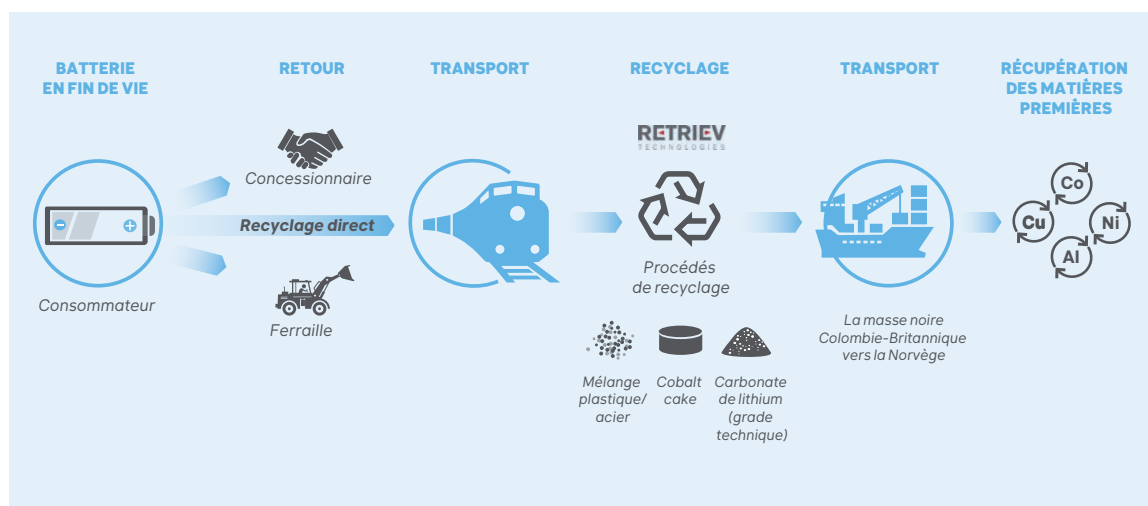 BATTERIE
EN FIN DE VIE
RETOUR
TRANSPORT
RECYCLAGE
TRANSPORT
RÉCUPÉRATION
DES MATIÈRES
PREMIÈRES
RETRIEV
TECHNOLOGIES
Concessionnaire
Recyclage direct
Ferraille
Consommateur
Procédés
de recyclage
Mélange
plastique/
acier
Cobalt
cake
Carbonate
de lithium
(grade
technique)
La masse noire
Colombie-Britannique
vers la Norvège
Co
Cu
Ni
Al